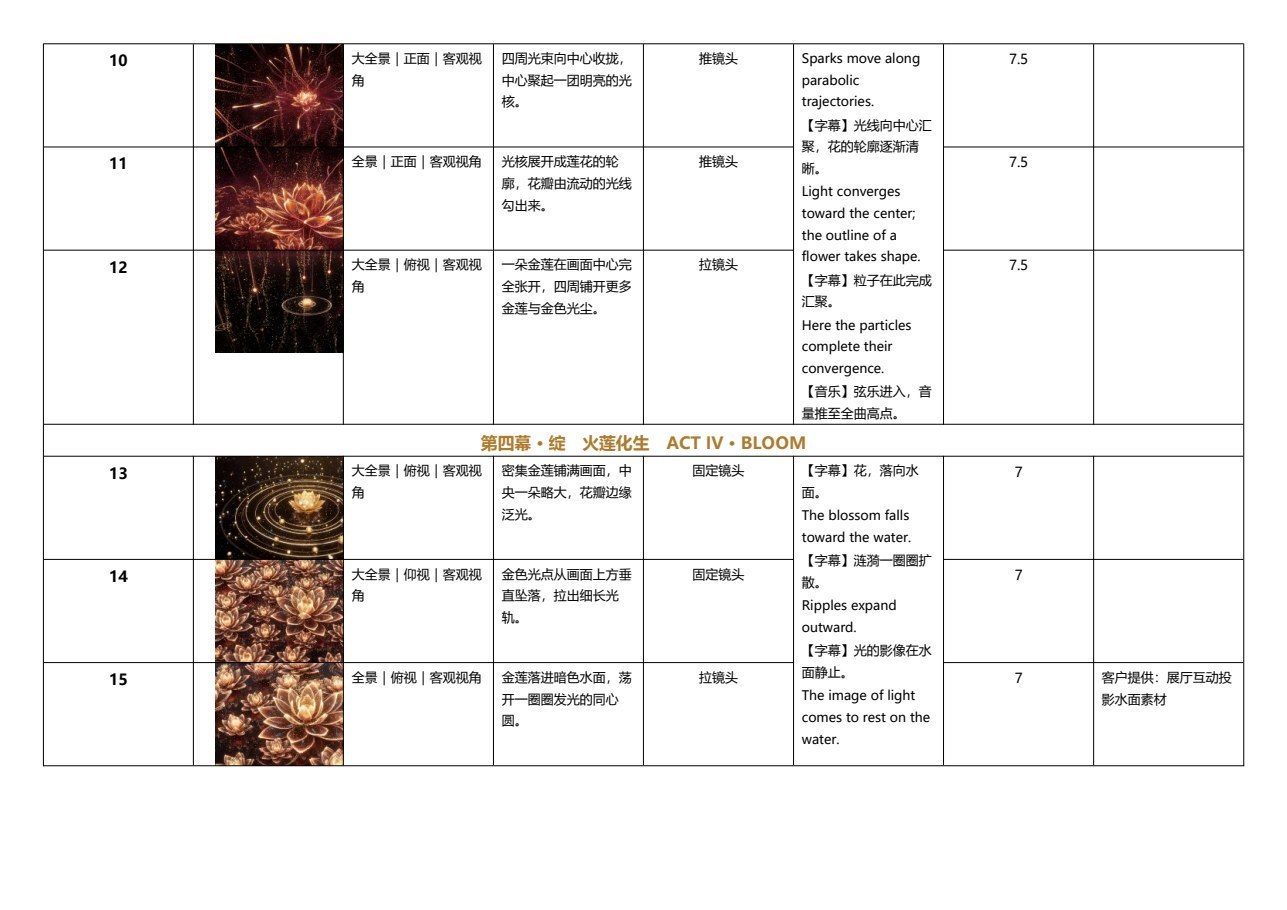 10
大全景｜正面｜客观视
角
四周光束向中心收拢，
中心聚起一团明亮的光
核。
推镜头
Sparks move along
parabolic
trajectories.
【字幕】光线向中心汇
聚，花的轮廓逐渐清
晰。
Light converges
toward the center;
the outline of a
flower takes shape.
【字幕】粒子在此完成
汇聚。
Here the particles
complete their
convergence.
【音乐】弦乐进入，音
量推至全曲高点。
7.5
11
全景｜正面｜客观视角
光核展开成莲花的轮
廓，花瓣由流动的光线
勾出来。
推镜头
7.5
12
大全景｜俯视｜客观视
角
一朵金莲在画面中心完
全张开，四周铺开更多
金莲与金色光尘。
拉镜头
7.5
第四幕·绽　火莲化生　ACT IV · BLOOM
13
大全景｜俯视｜客观视
角
密集金莲铺满画面，中
央一朵略大，花瓣边缘
泛光。
固定镜头
【字幕】花，落向水
面。
The blossom falls
toward the water.
【字幕】涟漪一圈圈扩
散。
Ripples expand
outward.
【字幕】光的影像在水
面静止。
The image of light
comes to rest on the
water.
7
14
大全景｜仰视｜客观视
角
金色光点从画面上方垂
直坠落，拉出细长光
轨。
固定镜头
7
15
全景｜俯视｜客观视角
金莲落进暗色水面，荡
开一圈圈发光的同心
圆。
拉镜头
7
客户提供：展厅互动投
影水面素材